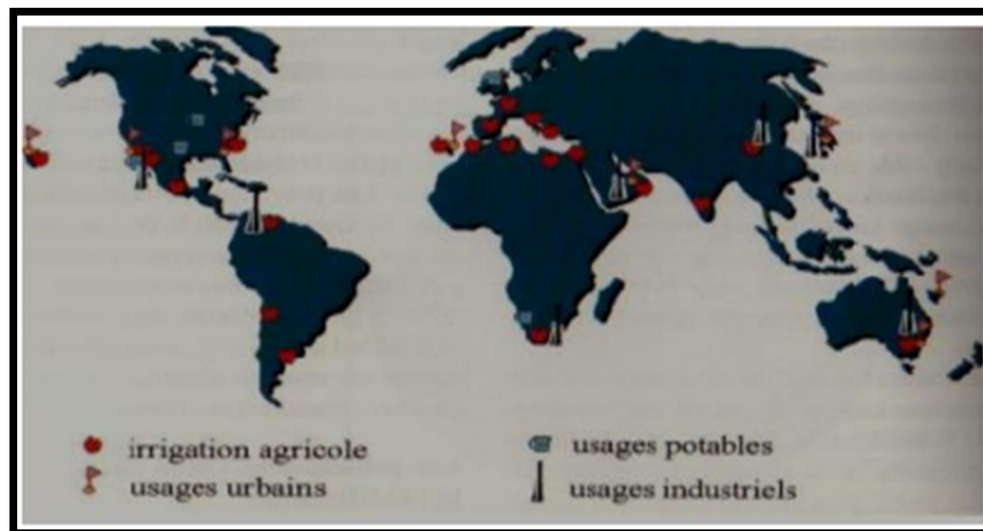 irrigation agricole
usages urbains
usages potables
usages industriels